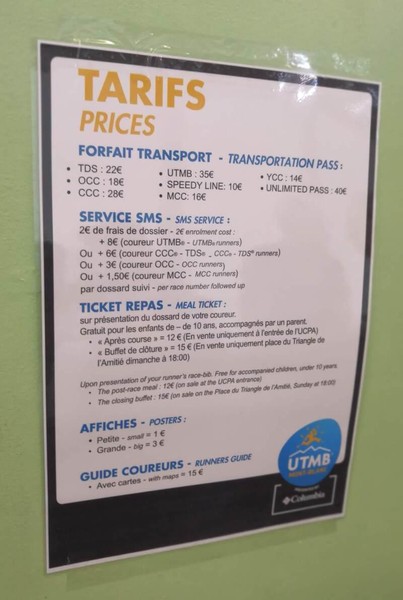 TARIFS
PRICES
FORFAIT TRANSPORT - TRANSPORTATION PASS :
• TDS : 22€ • UTMB : 35€ • YCC : 14€
• OCC : 18€ • SPEEDY LINE: 10€ • UNLIMITED PASS : 40€
• CCC : 28€ • MCC: 16€
SERVICE SMS - SMS SERVICE :
2€ de frais de dossier - 2€ enrolment cost :
+ 8€ (coureur UTMB® - UTMB® runners)
Ou + 6€ (coureur CCC® - TDS® - CCC® - TDS® runners)
Ou + 3€ (coureur OCC - OCC runners)
Ou + 1,50€ (coureur MCC - MCC runners)
par dossard suivi - per race number followed up
TICKET REPAS - MEAL TICKET :
sur présentation du dossard de votre coureur.
Gratuit pour les enfants de – de 10 ans, accompagnés par un parent.
• « Après course » = 12 € (En vente uniquement à l'entrée de l'UCPA)
• « Buffet de clôture » = 15 € (En vente uniquement place du Triangle de
l'Amitié dimanche à 18:00)
Upon presentation of your runner's race-bib. Free for accompanied children, under 10 years.
• The post-race meal : 12€ (on sale at the UCPA entrance)
• The closing buffet : 15€ (on sale on the Place du Triangle de l'Amitié, Sunday at 18:00)
AFFICHES - POSTERS :
• Petite - small = 1 €
• Grande - big = 3 €
GUIDE COUREURS - RUNNERS GUIDE
• Avec cartes - with maps = 15 €
UTMB
MONT-BLANC
Columbia